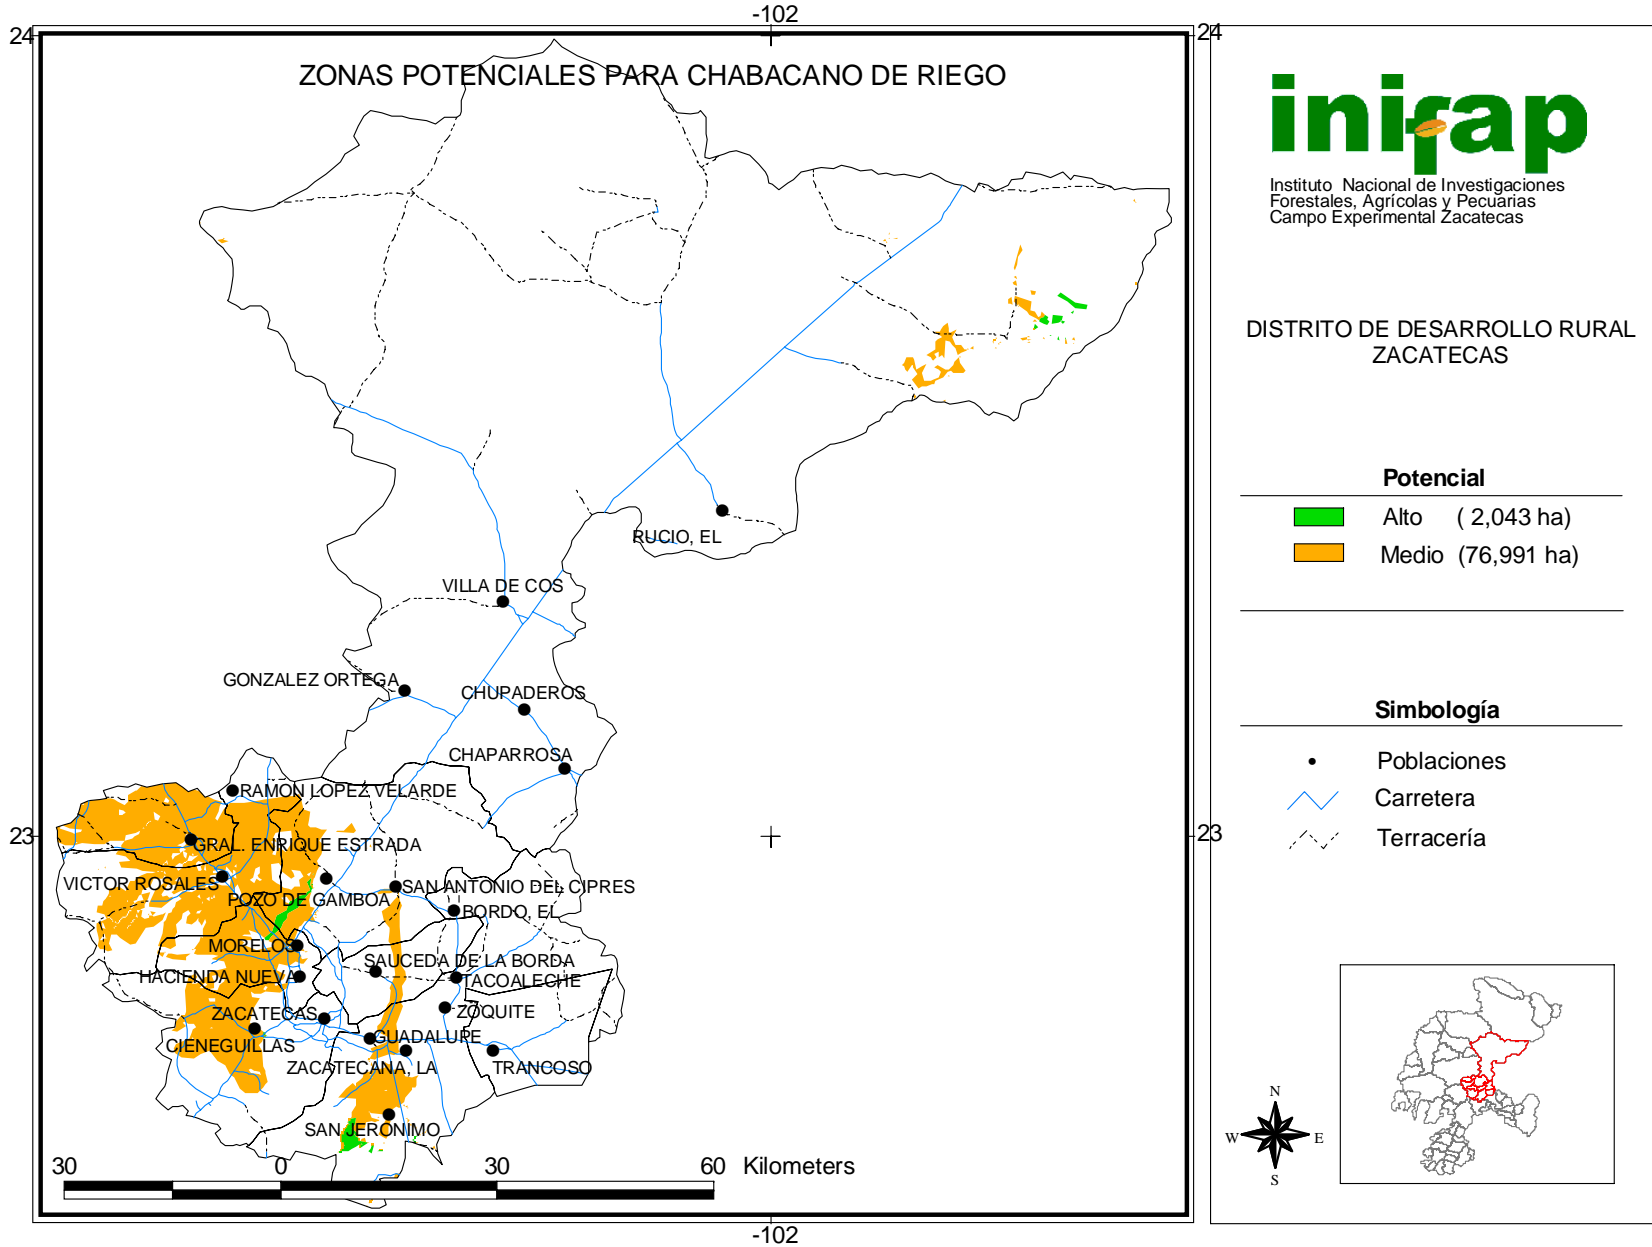 -102
24
24
ZONAS POTENCIALES PARA CHABACANO DE RIEGO
inifap
Instituto Nacional de Investigaciones
Forestales, Agrícolas y Pecuarias
Campo Experimental Zacatecas
DISTRITO DE DESARROLLO RURAL
ZACATECAS
Potencial
Alto ( 2,043 ha)
Medio (76,991 ha)
RUCIO, EL
VILLA DE COS
GONZALEZ ORTEGA
CHUPADEROS
CHAPARROSA
RAMON LOPEZ VELARDE
GRAL. ENRIQUE ESTRADA
VICTOR ROSALES
SAN ANTONIO DEL CIPRES
POZO DE GAMBOA
BORDO, EL
MORELOS
SAUCEDA DE LA BORDA
HACIENDA NUEVA
TACOALECHE
ZACATECAS
ZOQUITE
CIENEGUILLAS
GUADALUPE
ZACATECANA, LA
TRANCOSO
SAN JERONIMO
23
23
Simbología
Poblaciones
Carretera
Terracería
30 0 30 60 Kilometers
N
W E
S
-102